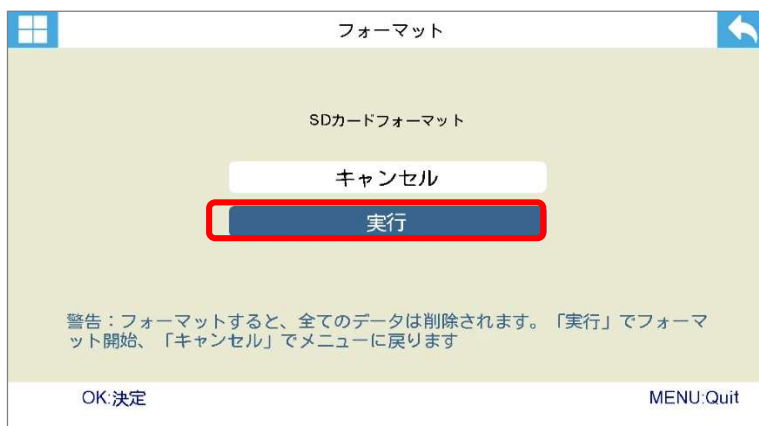 フォーマット
SDカードフォーマット
キャンセル
実行
警告：フォーマットすると、全てのデータは削除されます。「実行」でフォーマ
ット開始、「キャンセル」でメニューに戻ります
OK:決定 MENU:Quit